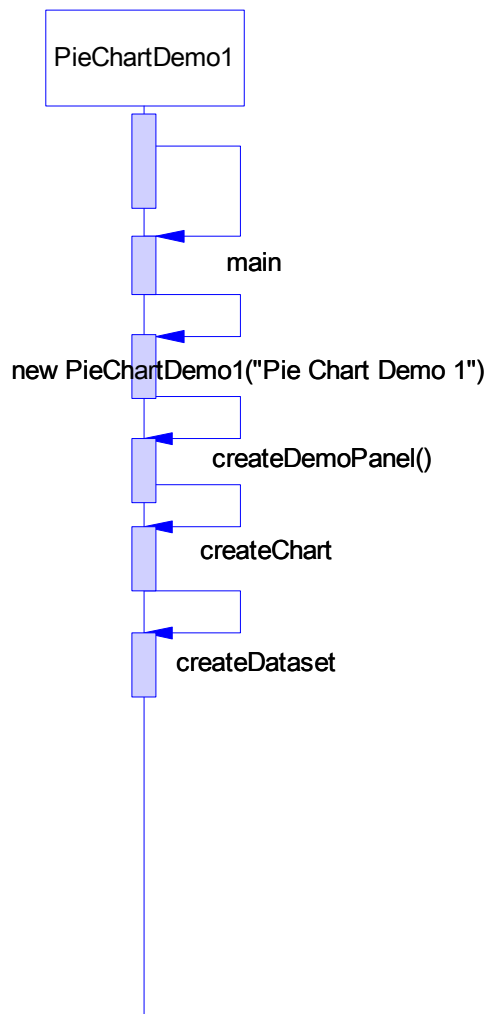 PieChartDemo1
main
new PieChartDemo1("Pie Chart Demo 1")
createDemoPanel()
createChart
createDataset